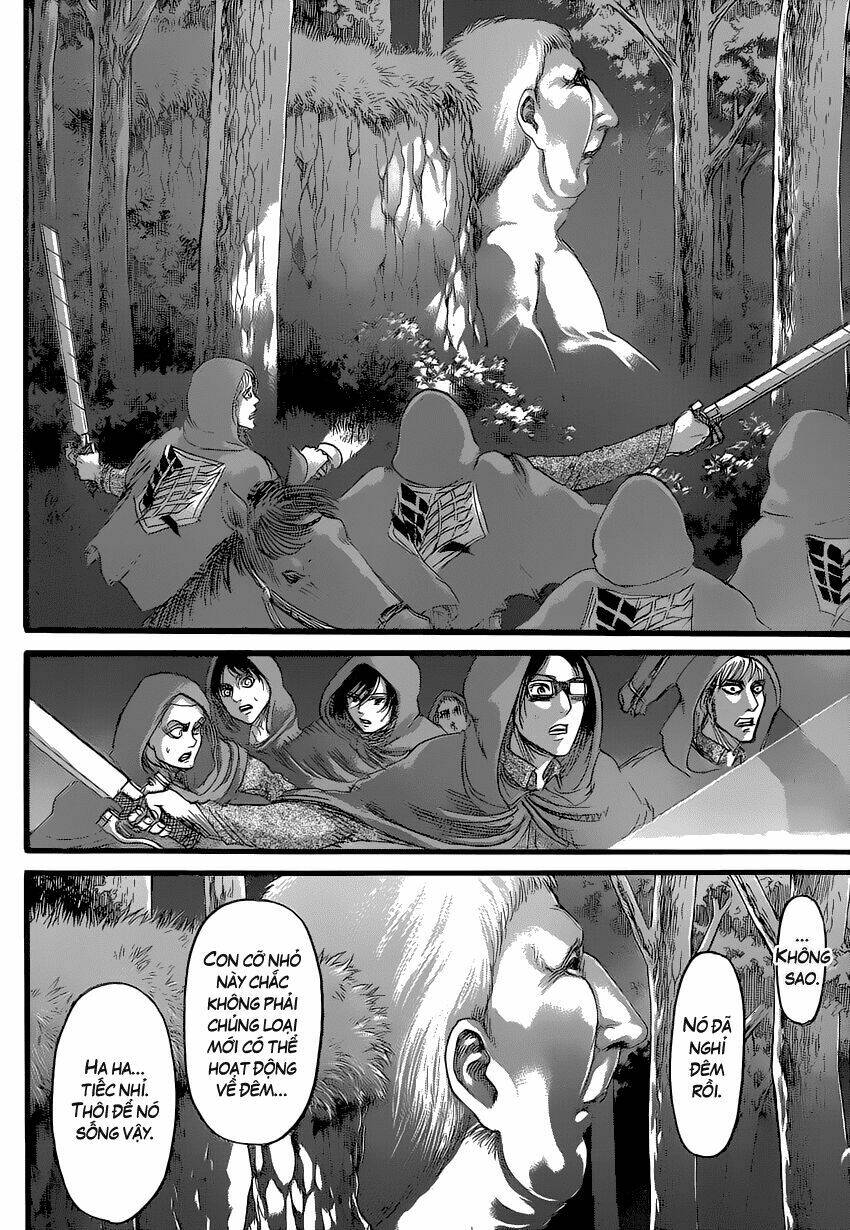 ...
KHÔNG
SAO.
NÓ ĐÃ
NGHỈ
ĐÊM
RỒI.
CON CỠ NHỎ
NÀY CHẮC
KHÔNG PHẢI
CHỦNG LOẠI
MỚI CÓ THỂ
HOẠT ĐỘNG
VỀ ĐÊM...
HA HA...
TIẾC NHỈ.
THÔI ĐỂ NÓ
SỐNG VẬY.